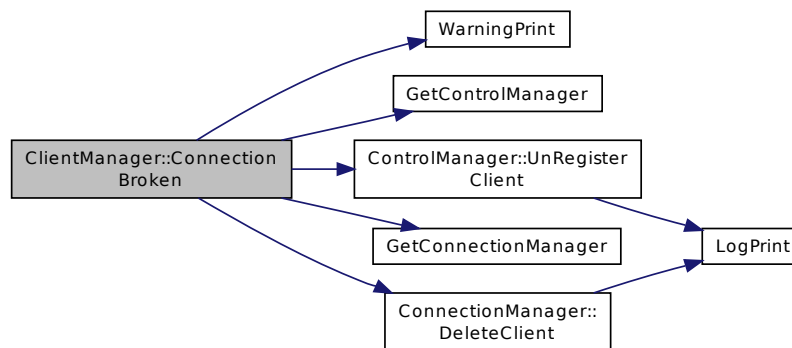 WarningPrint
GetControlManager
ClientManager::Connection
Broken
ControlManager::UnRegister
Client
GetConnectionManager
LogPrint
ConnectionManager::
DeleteClient